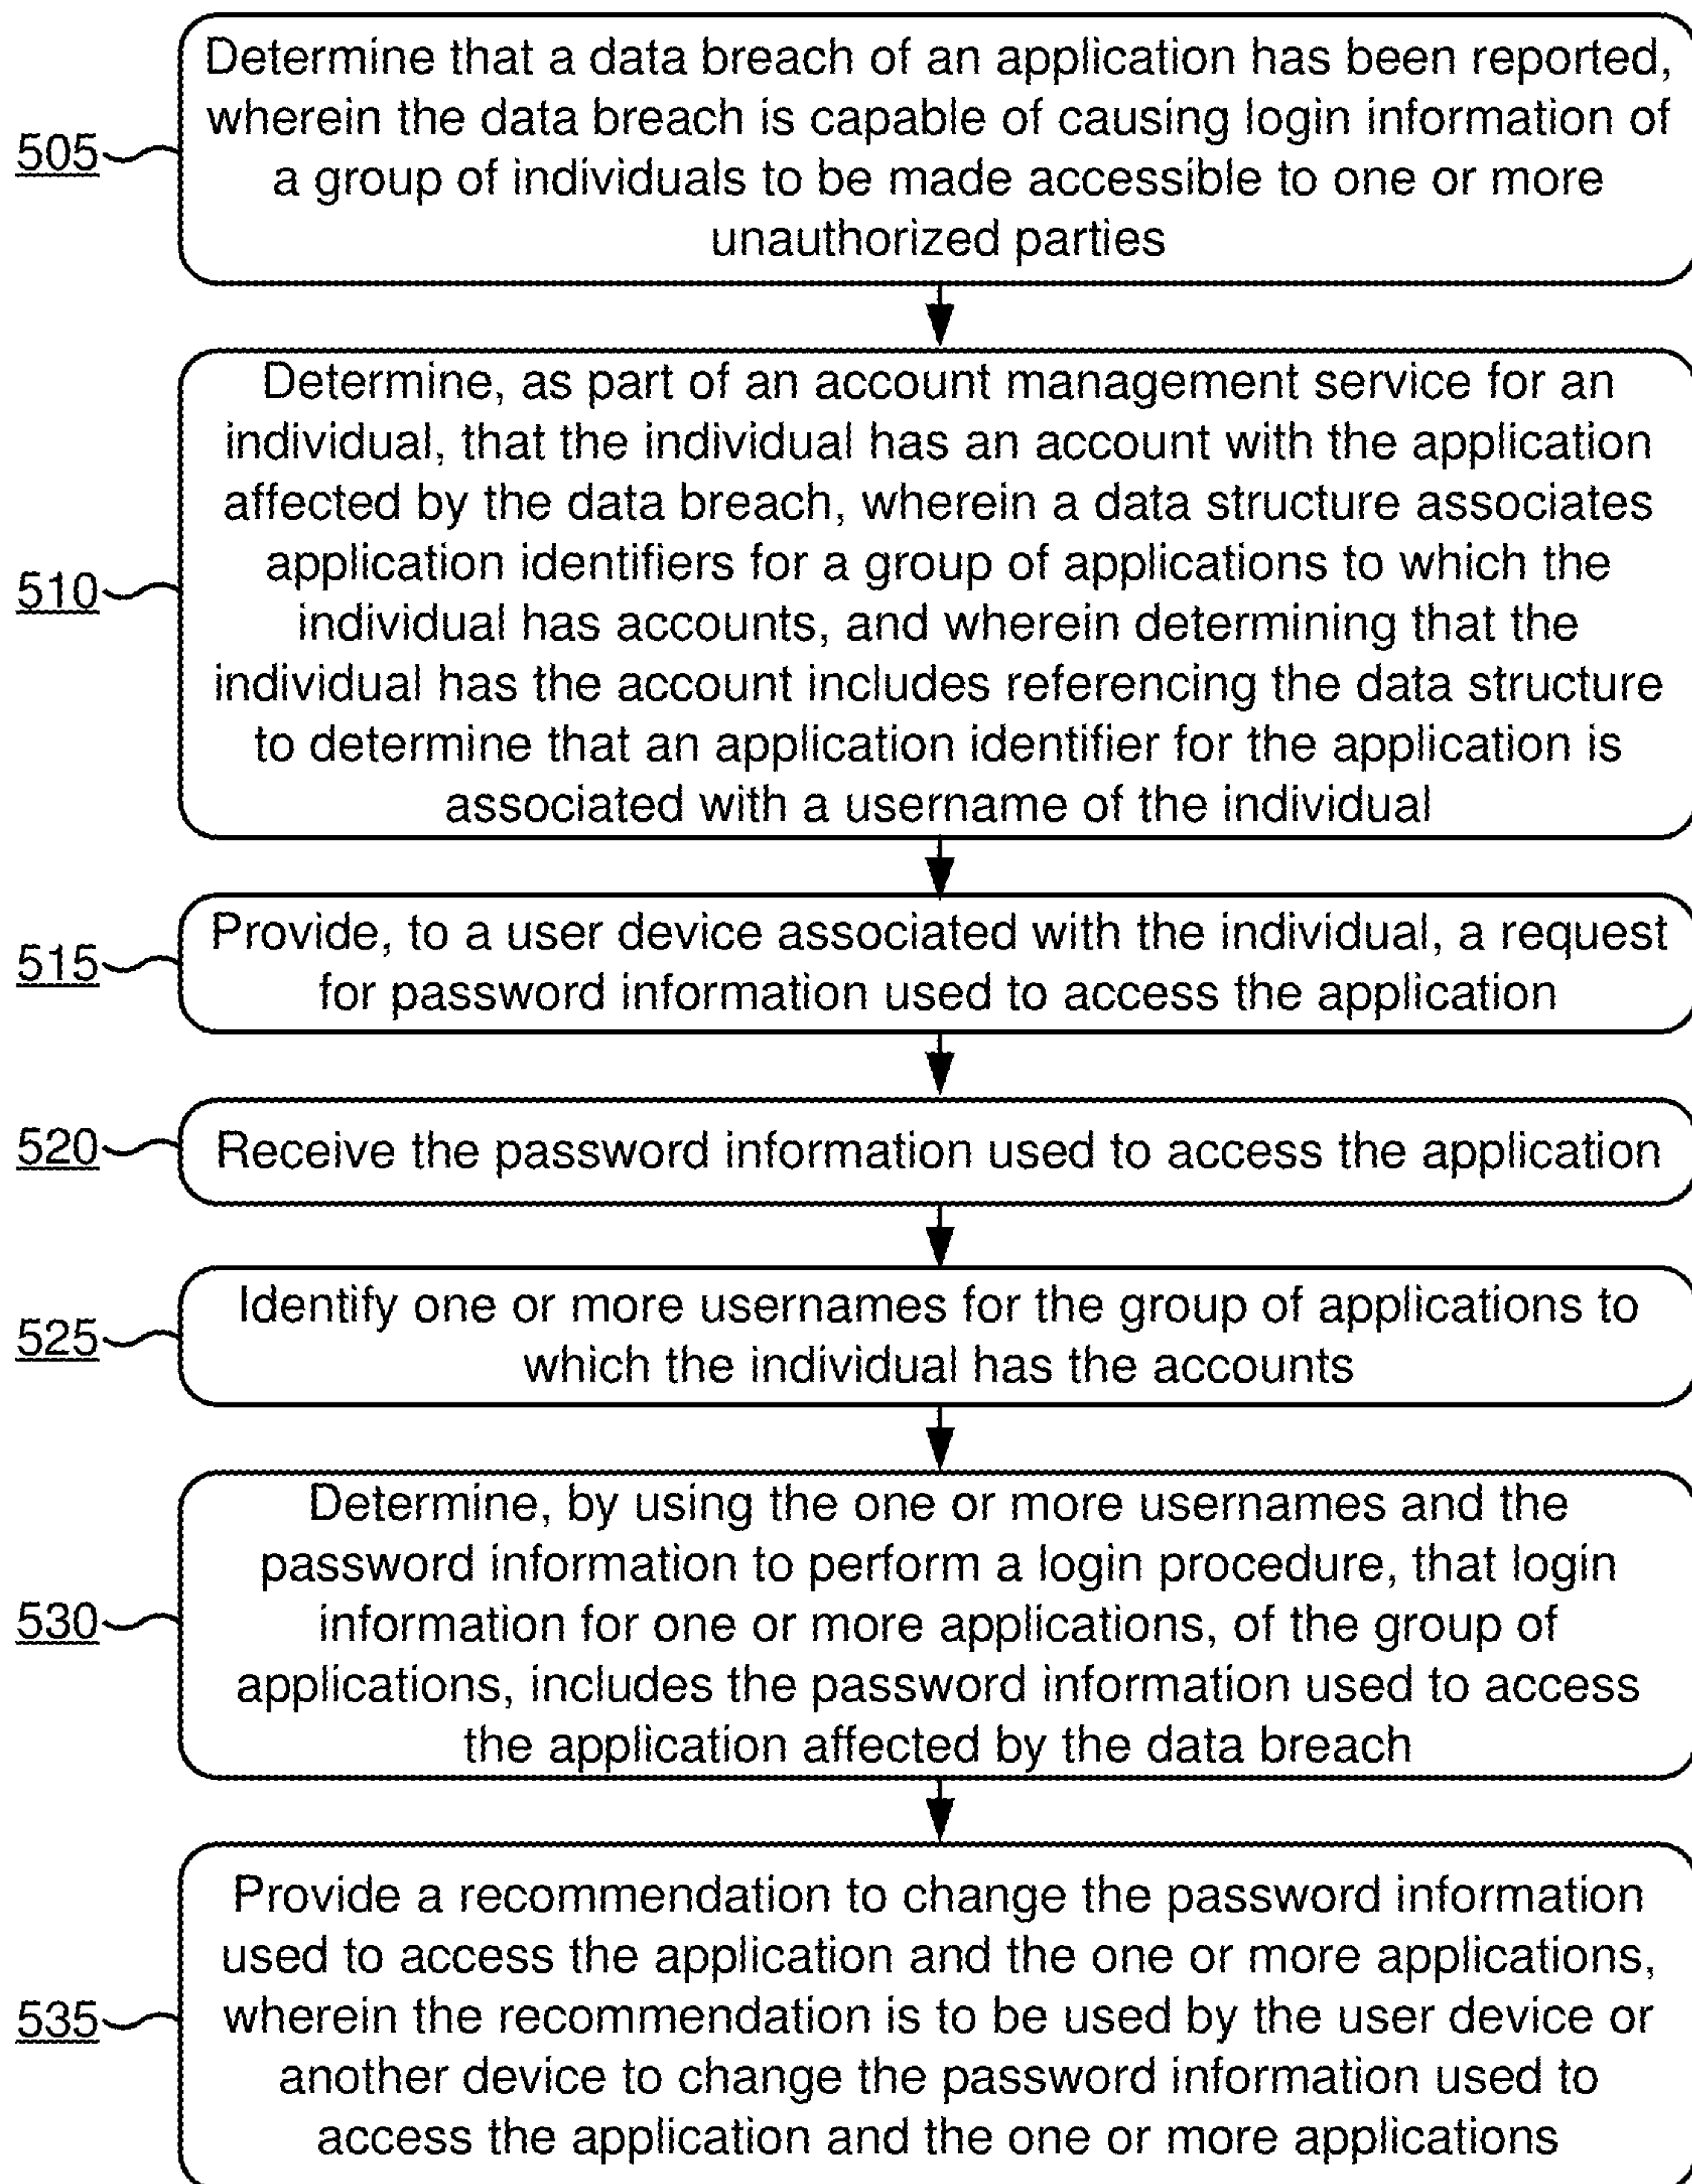 Determine that a data breach of an application has been reported,
wherein the data breach is capable of causing login information of
505
a group of individuals to be made accessible to one or more
unauthorized parties
Determine, as part of an account management service for an
individual, that the individual has an account with the application
affected by the data breach, wherein a data structure associates
application identifiers for a group of applications to which the
510
individual has accounts, and wherein determining that the
individual has the account includes referencing the data structure
to determine that an application identifier for the application is
associated with a username of the individual
515
Provide, to a user device associated with the individual, a request
for password information used to access the application
520
Receive the password information used to access the application
525
Identify one or more usernames for the group of applications to
which the individual has the accounts
Determine, by using the one or more usernames and the
password information to perform a login procedure, that login
530
information for one or more applications, of the group of
applications, includes the password information used to access
the application affected by the data breach
Provide a recommendation to change the password information
used to access the application and the one or more applications,
535
wherein the recommendation is to be used by the user device or
another device to change the password information used to
access the application and the one or more applications